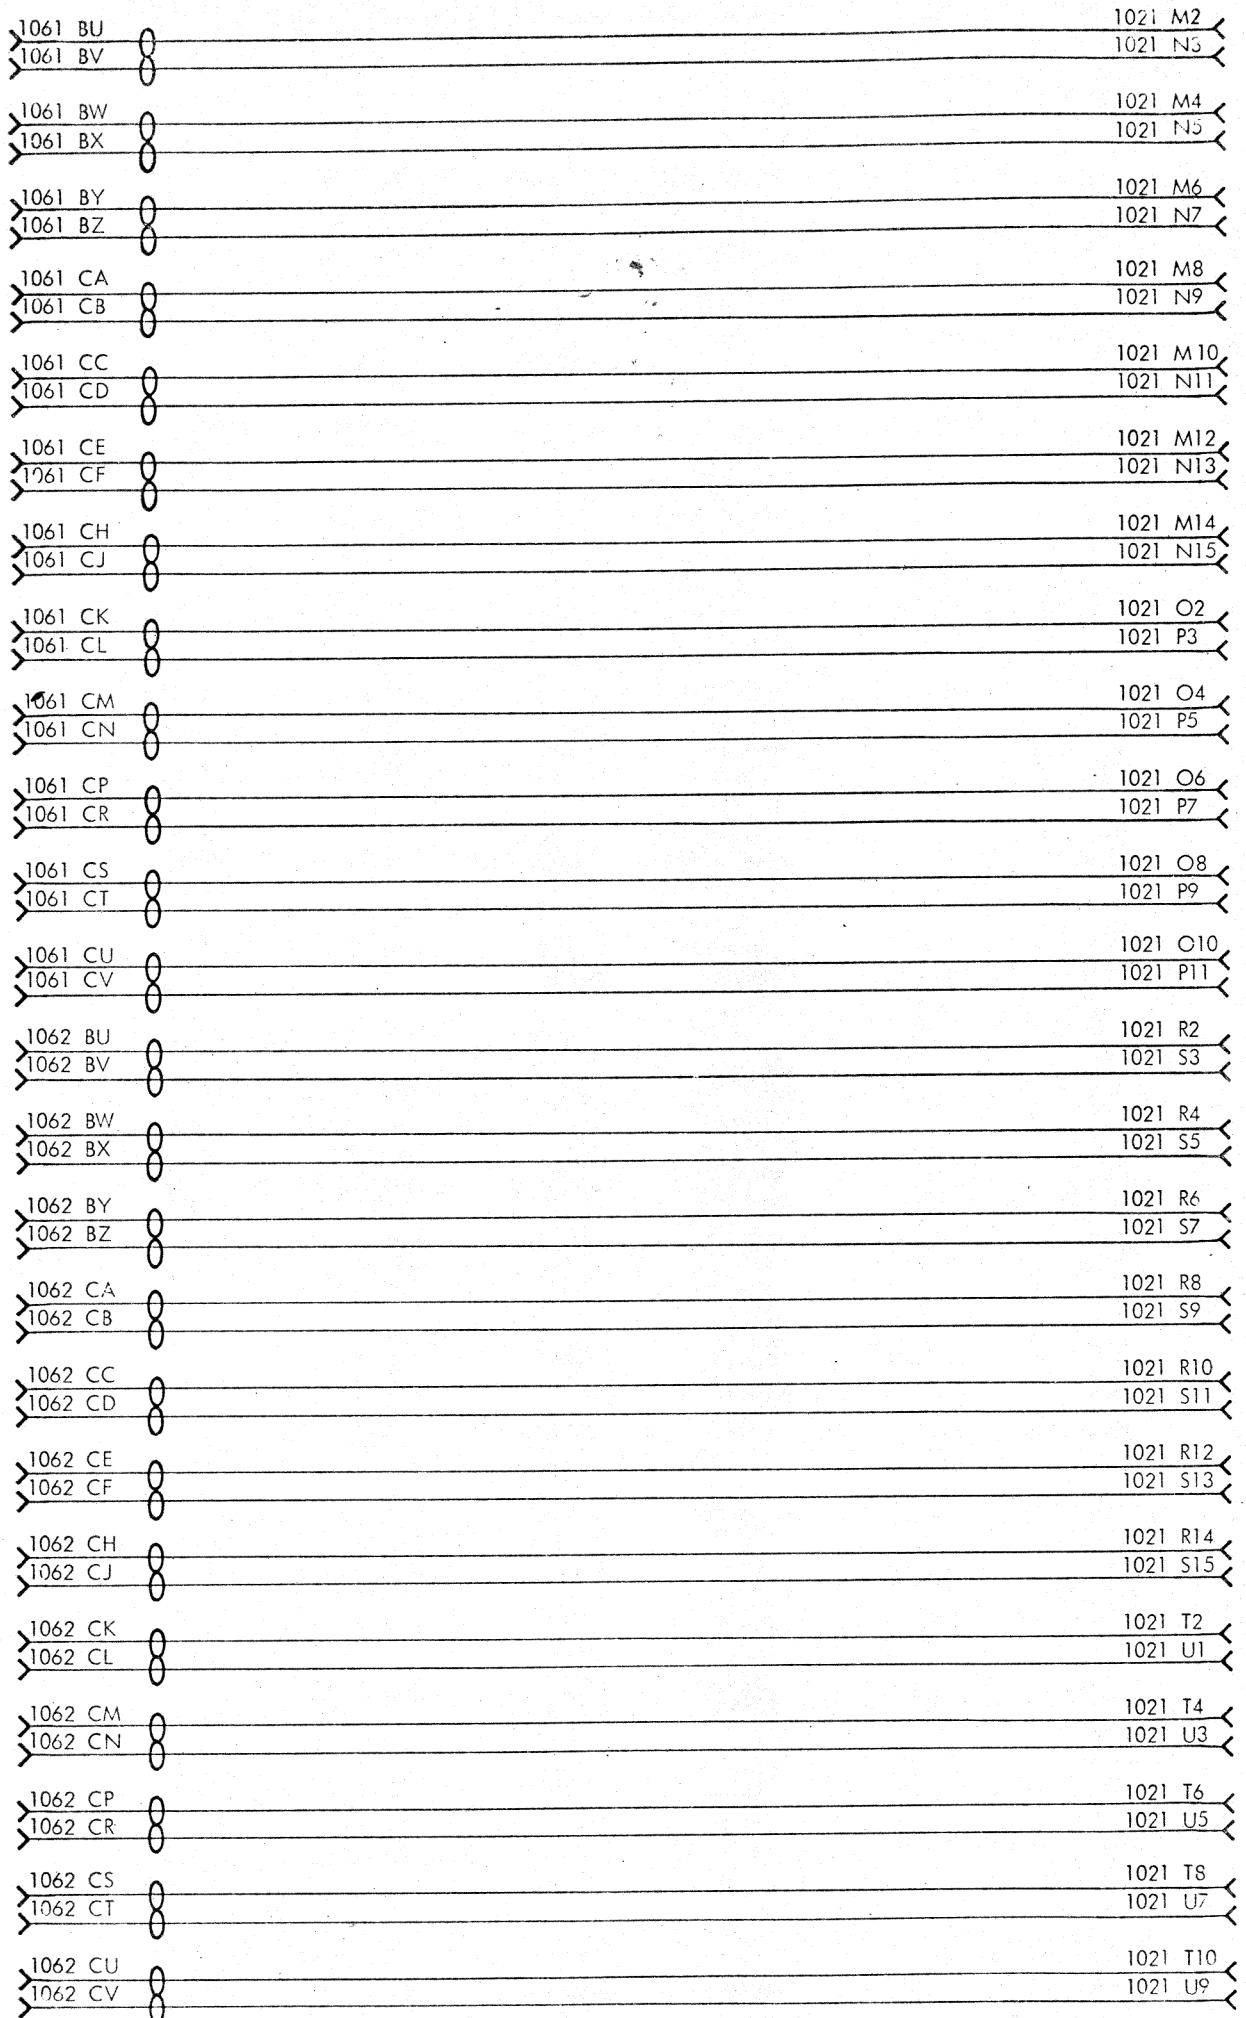 1061 BU 1021 M2
1061 BV 1021 N3
1061 BW 1021 M4
1061 BX 1021 N5
1061 BY 1021 M6
1061 BZ 1021 N7
1061 CA 1021 M8
1061 CB 1021 N9
1061 CC 1021 M10
1061 CD 1021 N11
1061 CE 1021 M12
1061 CF 1021 N13
1061 CH 1021 M14
1061 CJ 1021 N15
1061 CK 1021 O2
1061 CL 1021 P3
1061 CM 1021 O4
1061 CN 1021 P5
1061 CP 1021 O6
1061 CR 1021 P7
1061 CS 1021 O8
1061 CT 1021 P9
1061 CU 1021 O10
1061 CV 1021 P11
1062 BU 1021 R2
1062 BV 1021 S3
1062 BW 1021 R4
1062 BX 1021 S5
1062 BY 1021 R6
1062 BZ 1021 S7
1062 CA 1021 R8
1062 CB 1021 S9
1062 CC 1021 R10
1062 CD 1021 S11
1062 CE 1021 R12
1062 CF 1021 S13
1062 CH 1021 R14
1062 CJ 1021 S15
1062 CK 1021 T2
1062 CL 1021 U1
1062 CM 1021 T4
1062 CN 1021 U3
1062 CP 1021 T6
1062 CR 1021 U5
1062 CS 1021 T8
1062 CT 1021 U7
1062 CU 1021 T10
1062 CV 1021 U9